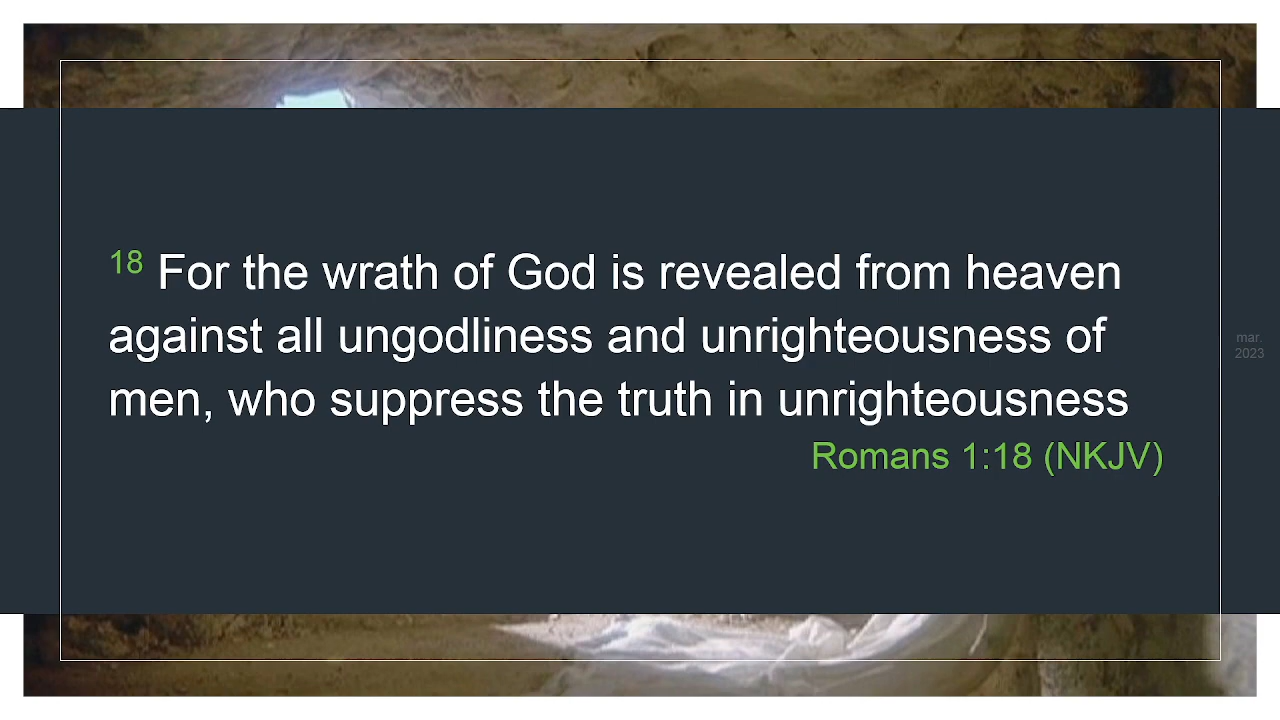 18 For the wrath of God is revealed from heaven
against all ungodliness and unrighteousness of
men, who suppress the truth in unrighteousness
Romans 1:18 (NKJV)
mar.
2023